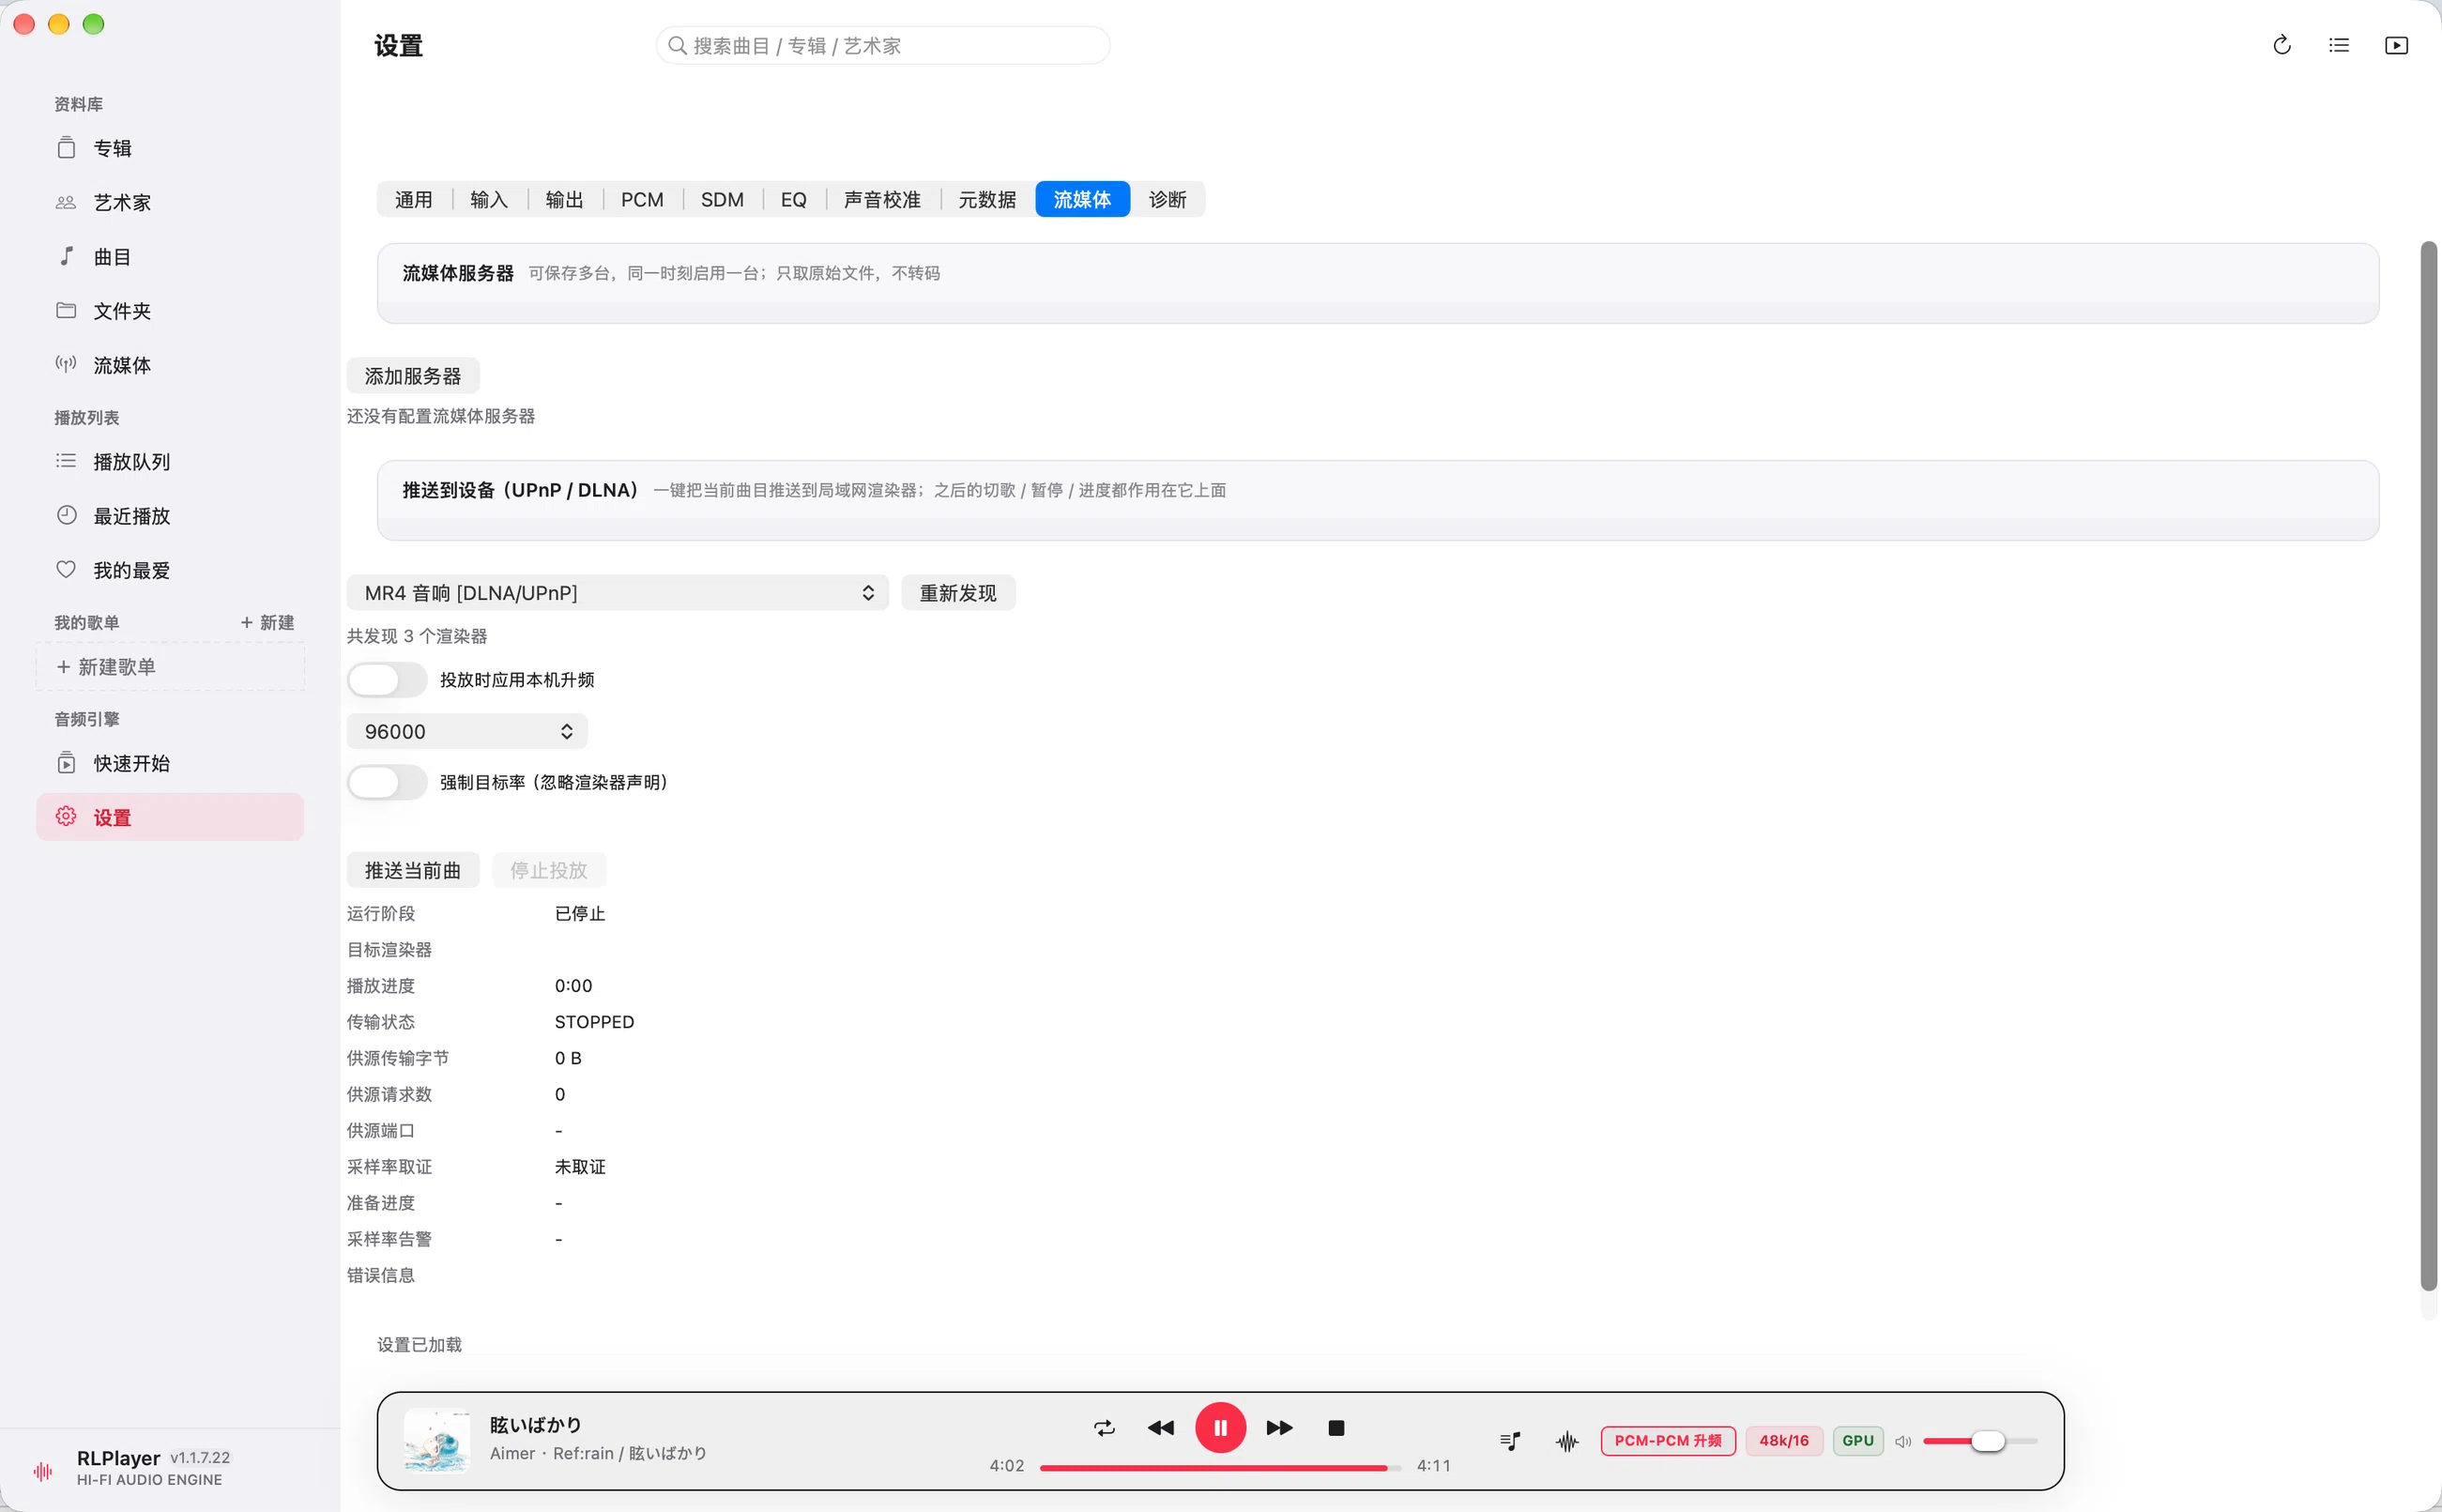 设置
搜索曲目 / 专辑 / 艺术家
资料库
专辑
艺术家
曲目
文件夹
流媒体
播放列表
播放队列
最近播放
我的最爱
我的歌单 + 新建
+ 新建歌单
音频引擎
快速开始
设置
RLPlayer v1.1.7.22
HI-FI AUDIO ENGINE
通用 输入 输出 PCM SDM EQ 声音校准 元数据 流媒体 诊断
流媒体服务器 可保存多台，同一时刻启用一台；只取原始文件，不转码
添加服务器
还没有配置流媒体服务器
推送到设备（UPnP / DLNA） 一键把当前曲目推送到局域网渲染器；之后的切歌 / 暂停 / 进度都作用在它上面
MR4 音响 [DLNA/UPnP] 重新发现
共发现 3 个渲染器
投放时应用本机升频
96000
强制目标率（忽略渲染器声明）
推送当前曲 停止投放
运行阶段 已停止
目标渲染器
播放进度 0:00
传输状态 STOPPED
供源传输字节 0 B
供源请求数 0
供源端口 -
采样率取证 未取证
准备进度 -
采样率告警 -
错误信息
设置已加载
眩いばかり
Aimer · Ref:rain / 眩いばかり
4:02 4:11
PCM-PCM 升频 48k/16 GPU